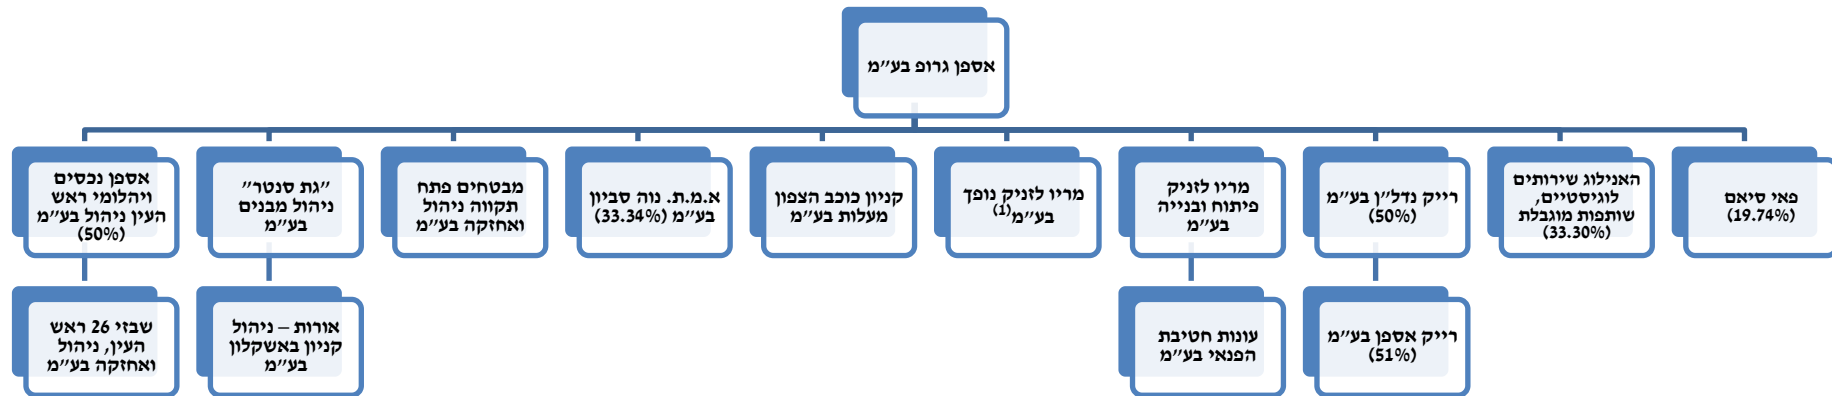 אספן גרופ בע"מ
פאי סיאם
(19.74%)
האנילוג שירותים
לוגיסטיים,
שותפות מוגבלת
(33.30%)
רייק נדל"ן בע"מ
(50%)
מריו לזניק
פיתוח ובנייה
בע"מ
מריו לזניק נופך
בע"מ(1)
קניון כוכב הצפון
מעלות בע"מ
א.מ.ת. נוה סביון
בע"מ (33.34%)
מבטחים פתח
תקווה ניהול
ואחזקה בע"מ
"גת סנטר"
ניהול מבנים
בע"מ
אספן נכסים
ויהלומי ראש
העין ניהול בע"מ
(50%)
רייק אספן בע"מ
(51%)
עונות חטיבת
הפנאי בע"מ
אורות – ניהול
קניון באשקלון
בע"מ
שבזי 26 ראש
העין, ניהול
ואחזקה בע"מ